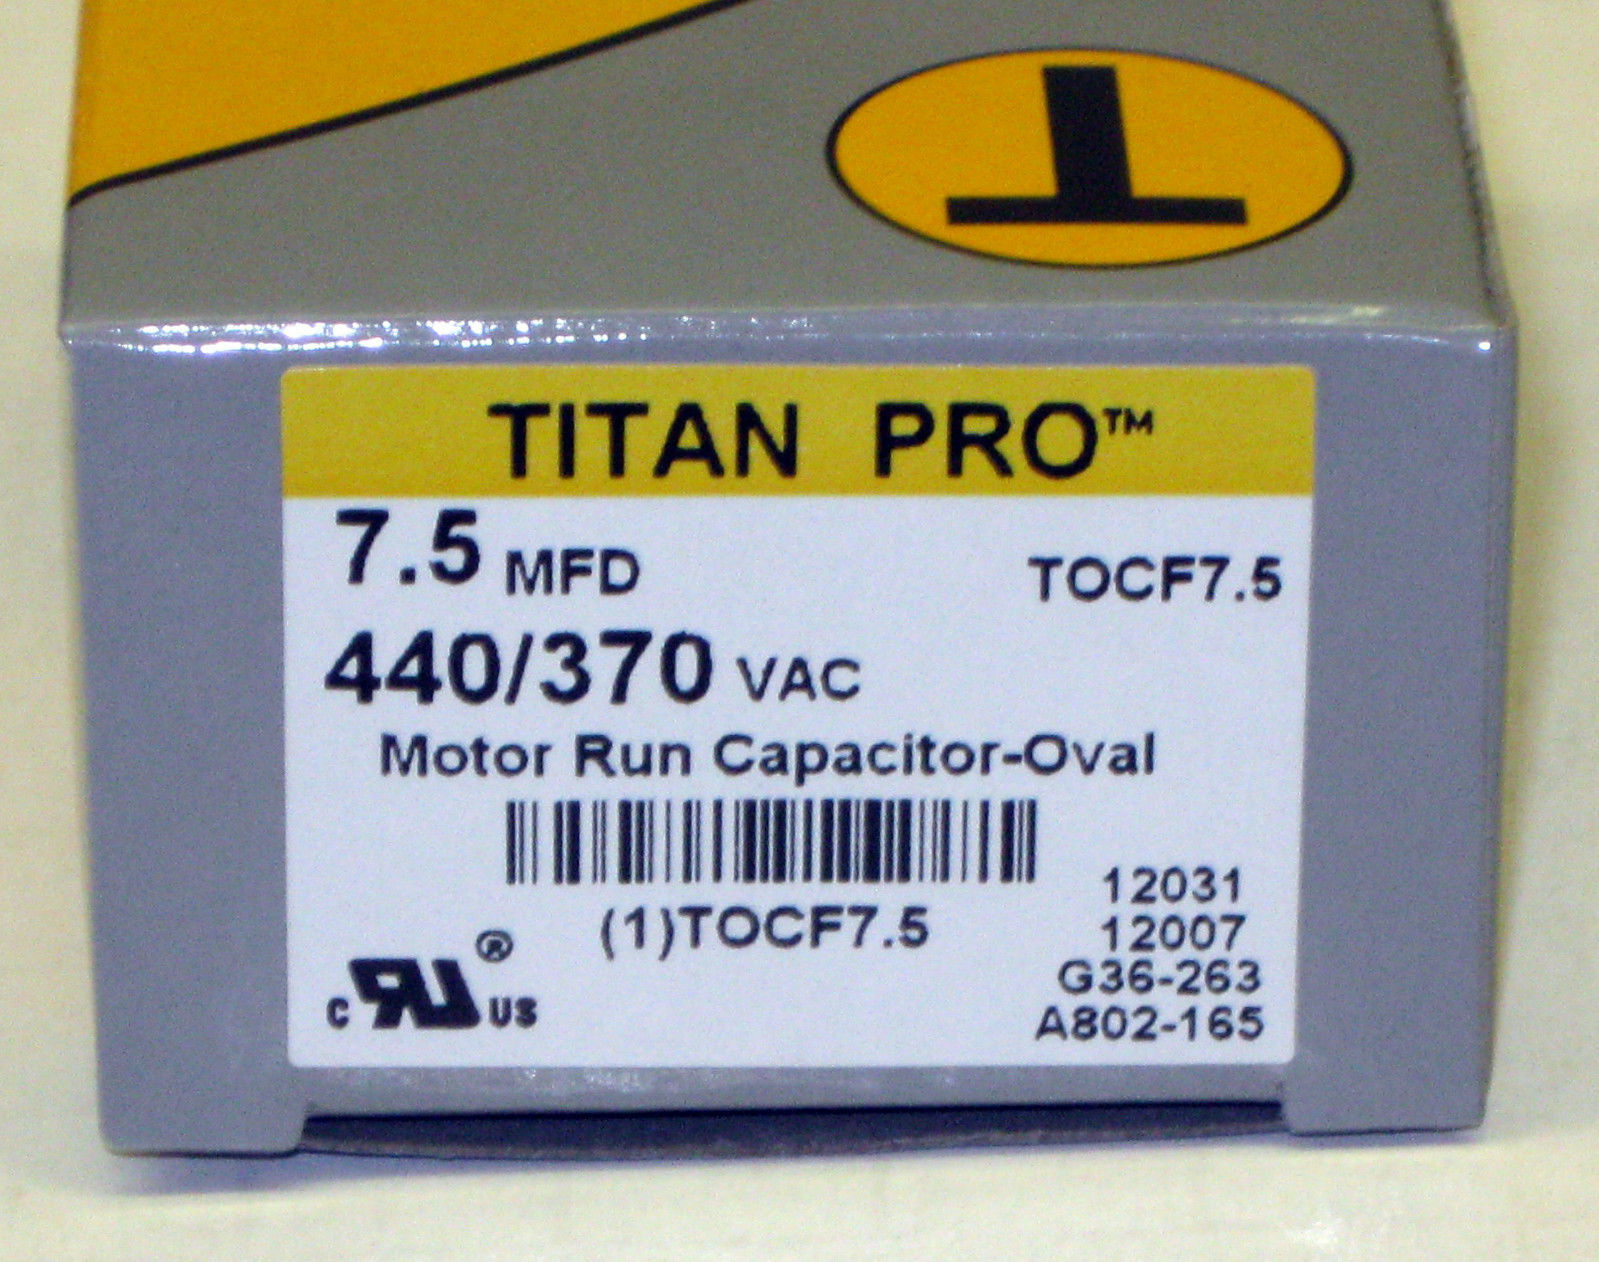 T
TITAN PRO™
7.5 MFD TOCF7.5
440/370 VAC
Motor Run Capacitor-Oval
(1)TOCF7.5
12031
12007
G36-263
A802-165
C RU® US